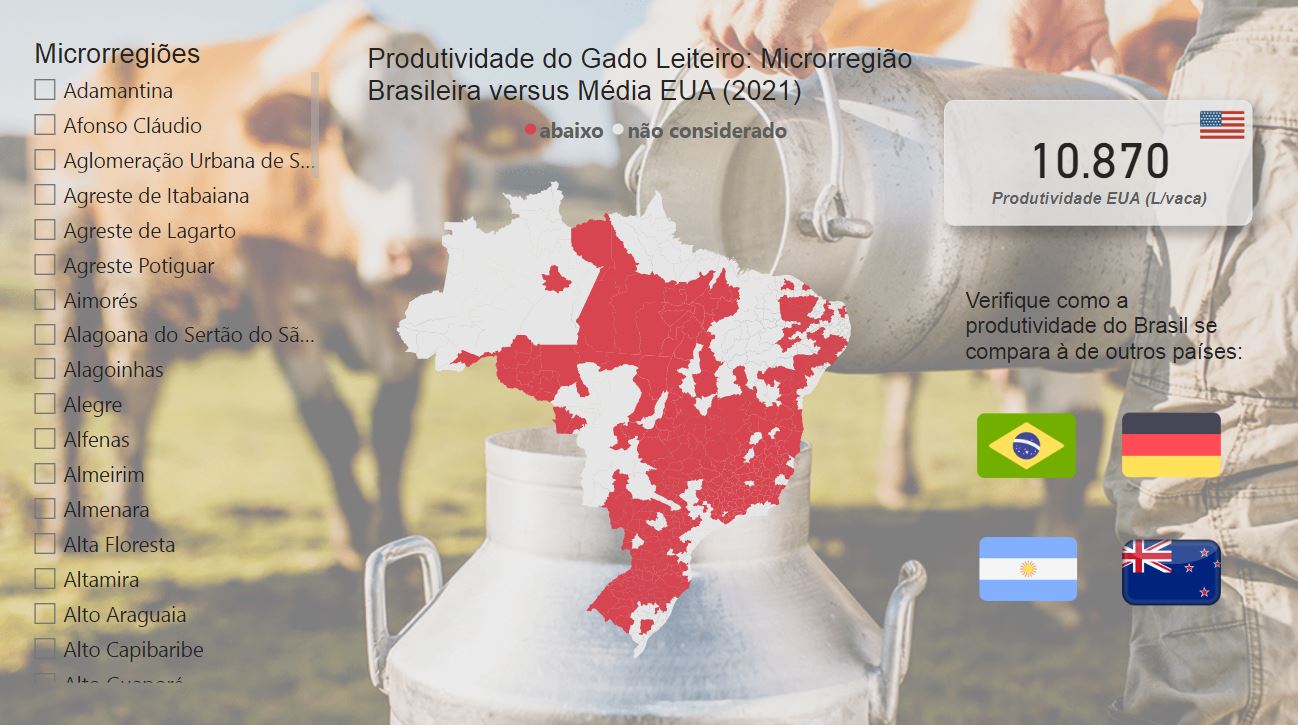 Microrregiões
Adamantina
Afonso Cláudio
Aglomeração Urbana de S...
Agreste de Itabaiana
Agreste de Lagarto
Agreste Potiguar
Aimorés
Alagoana do Sertão do Sã...
Alagoinhas
Alegre
Alfenas
Almeirim
Almenara
Alta Floresta
Altamira
Alto Araguaia
Alto Capibaribe
Alto Guaporé
Produtividade do Gado Leiteiro: Microrregião
Brasileira versus Média EUA (2021)
abaixo não considerado
10.870
Produtividade EUA (L/vaca)
Verifique como a
produtividade do Brasil se
compara à de outros países: